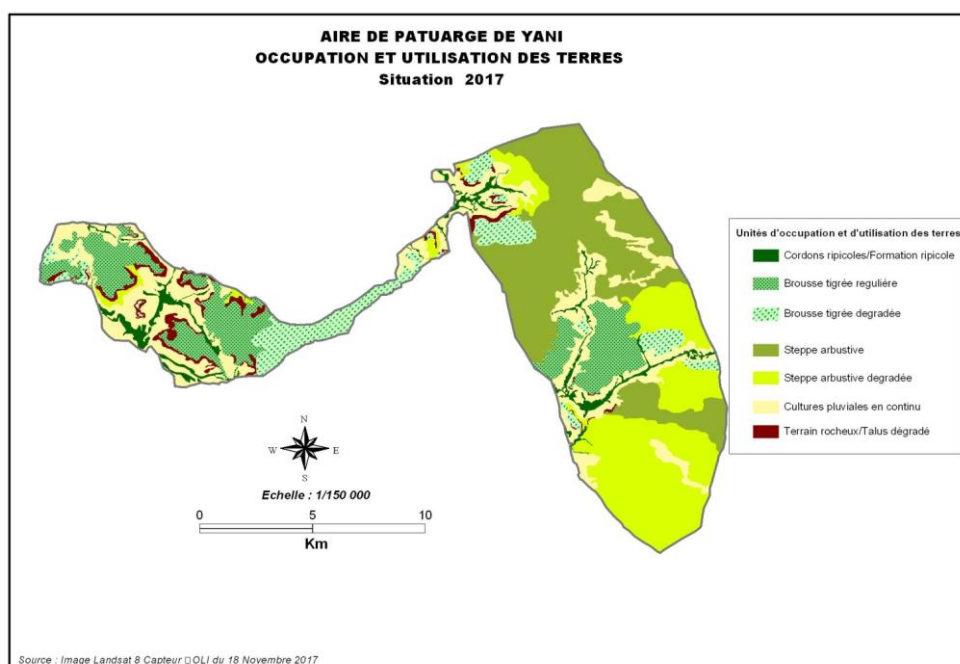 AIRE DE PATUARGE DE YANI
OCCUPATION ET UTILISATION DES TERRES
Situation 2017
Unités d'occupation et d'utilisation des terres
Cordons ripicoles/Formation ripicole
Brousse tigrée regulière
Brousse tigrée degradée
Steppe arbustive
Steppe arbustive degradée
Cultures pluviales en continu
Terrain rocheux/Talus dégradé
N
W E
S
Echelle : 1/150 000
0 5 10
Km
Source : Image Landsat 8 Capteur □ OLI du 18 Novembre 2017